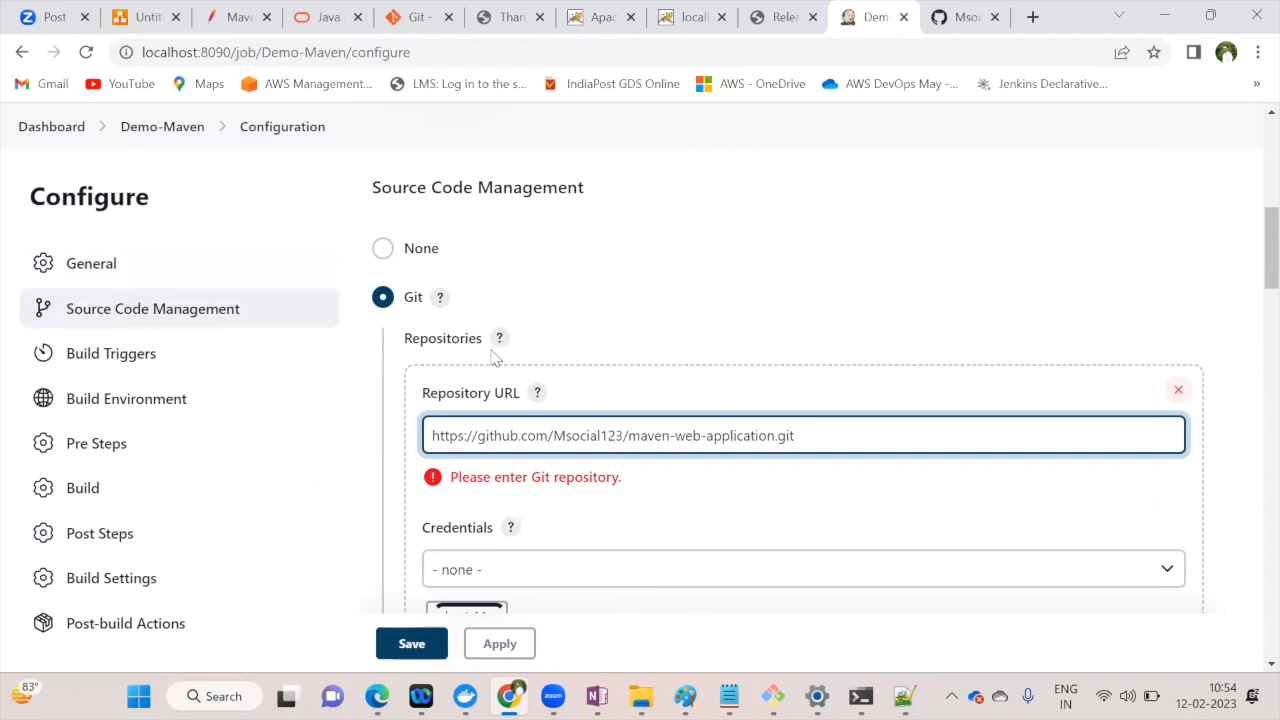 Post
Untit
Mave
Java
Git -
Than
Apac
locall
Relea
Demo
Msoc
localhost:8090/job/Demo-Maven/configure
Gmail
YouTube
Maps
AWS Management...
LMS: Log in to the s...
IndiaPost GDS Online
AWS - OneDrive
AWS DevOps May -...
Jenkins Declarative...
»
Dashboard > Demo-Maven > Configuration
Configure
General
Source Code Management
Build Triggers
Build Environment
Pre Steps
Build
Post Steps
Build Settings
Post-build Actions
Source Code Management
None
Git ?
Repositories ?
Repository URL ?
https://github.com/Msocial123/maven-web-application.git
Please enter Git repository.
Credentials ?
- none -
Save
Apply
83°
Search
zoom
ENG
IN
10:54
12-02-2023